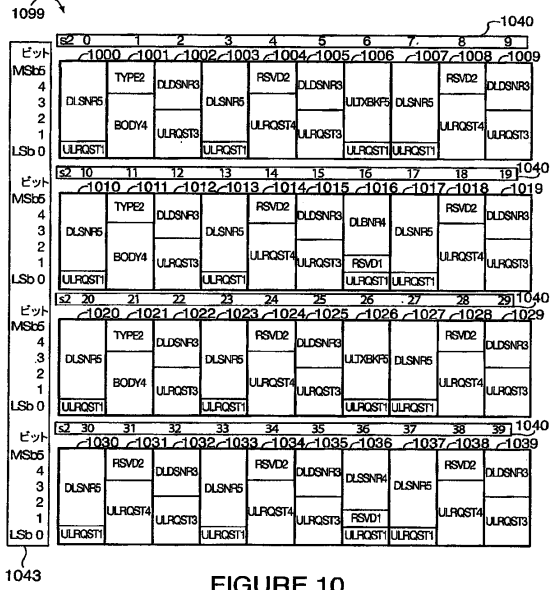 1099
1040
ビット s2 0 1 2 3 4 5 6 7 8 9
1000 1001 1002 1003 1004 1005 1006 1007 1008 1009
MSb5 4 3 2 1 LSb 0
DLSNR5 TYPE2 DLDSNR3 DLSNR5 RSVD2 DLDSNR3 ULTXBKF5 DLSNR5 RSVD2 DLDSNR3
BODY4 ULRQST3 ULRQST4 ULRQST3 ULRQST4 ULRQST3
ULRQST1 ULRQST1 ULRQST1 ULRQST1
1040
ビット s2 10 11 12 13 14 15 16 17 18 19
1010 1011 1012 1013 1014 1015 1016 1017 1018 1019
MSb5 4 3 2 1 LSb 0
DLSNR5 TYPE2 DLDSNR3 DLSNR5 RSVD2 DLDSNR3 DLBNR4 DLSNR5 RSVD2 DLDSNR3
BODY4 ULRQST3 ULRQST4 ULRQST3 RSVD1 ULRQST4 ULRQST3
ULRQST1 ULRQST1 ULRQST1 ULRQST1
1040
ビット s2 20 21 22 23 24 25 26 27 28 29
1020 1021 1022 1023 1024 1025 1026 1027 1028 1029
MSb5 4 3 2 1 LSb 0
DLSNR5 TYPE2 DLDSNR3 DLSNR5 RSVD2 DLDSNR3 ULTXBKF5 DLSNR5 RSVD2 DLDSNR3
BODY4 ULRQST3 ULRQST4 ULRQST3 ULRQST4 ULRQST3
ULRQST1 ULRQST1 ULRQST1 ULRQST1
1040
ビット s2 30 31 32 33 34 35 36 37 38 39
1030 1031 1032 1033 1034 1035 1036 1037 1038 1039
MSb5 4 3 2 1 LSb 0
DLSNR5 RSVD2 DLDSNR3 DLSNR5 RSVD2 DLDSNR3 DLSSNR4 DLSNR5 RSVD2 DLDSNR3
ULRQST4 ULRQST3 ULRQST4 ULRQST3 RSVD1 ULRQST4 ULRQST3
ULRQST1 ULRQST1 ULRQST1 ULRQST1
1043
FIGURE 10